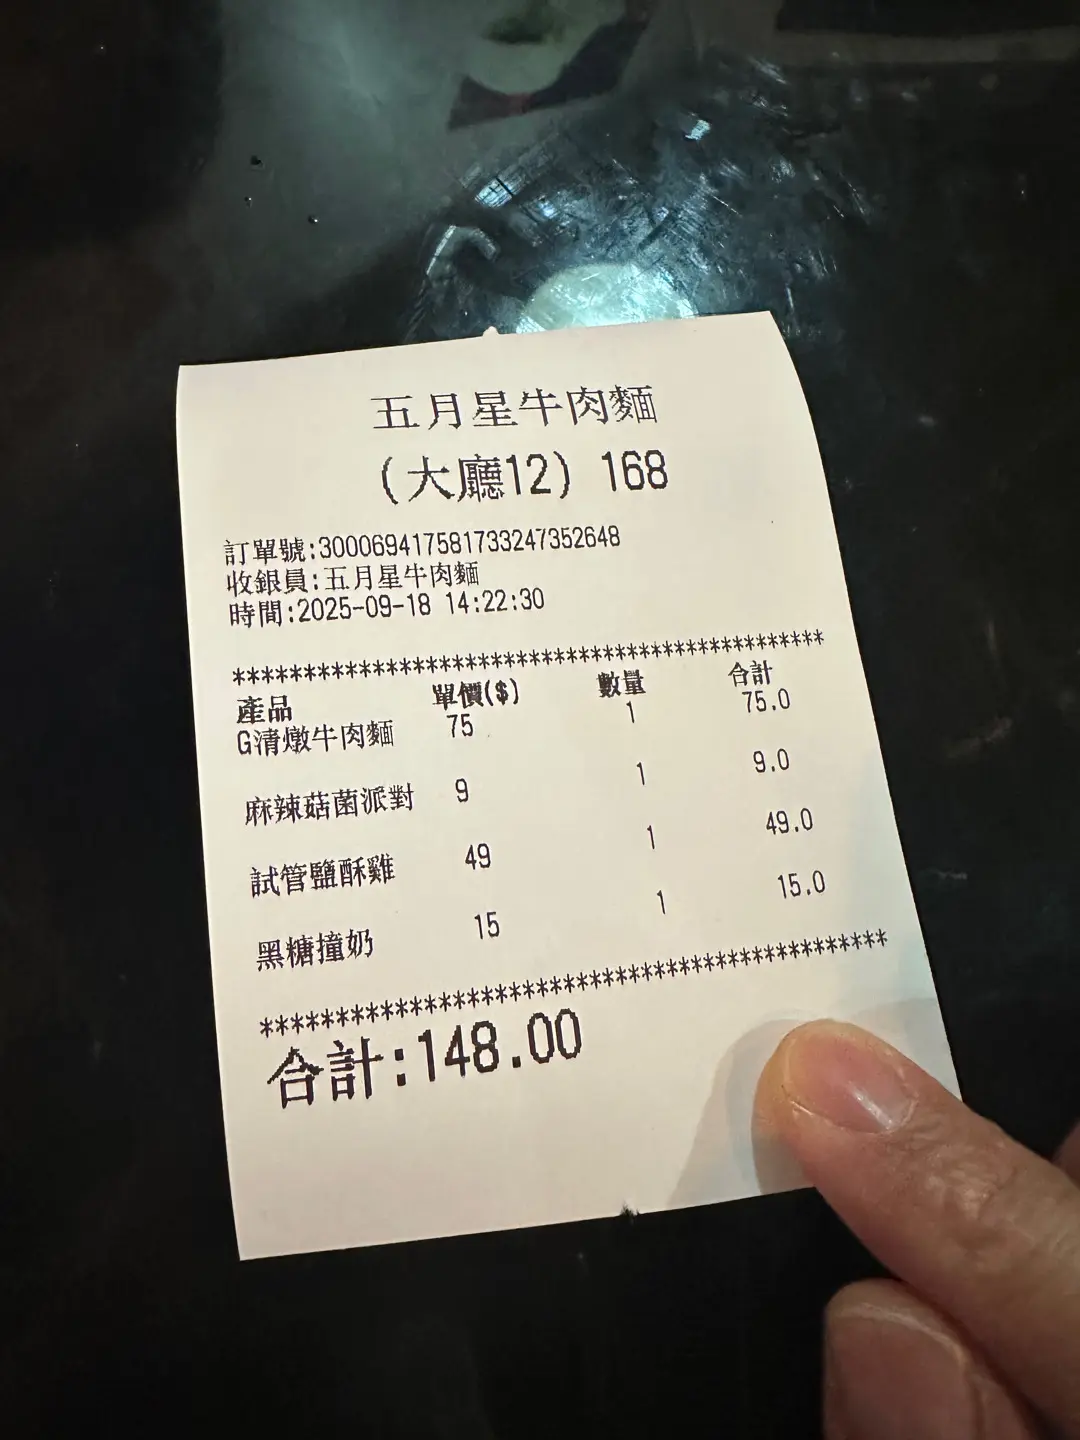 五月星牛肉麵
(大廳12) 168
訂單號:3000694175817332473​52648
收銀員:五月星牛肉麵
時間:2025-09-18 14:22:30
********************************************
產品 單價($) 數量 合計
G清燉牛肉麵 75 1 75.0
麻辣菇菌派對 9 1 9.0
試管鹽酥雞 49 1 49.0
黑糖撞奶 15 1 15.0
********************************************
合計:148.00